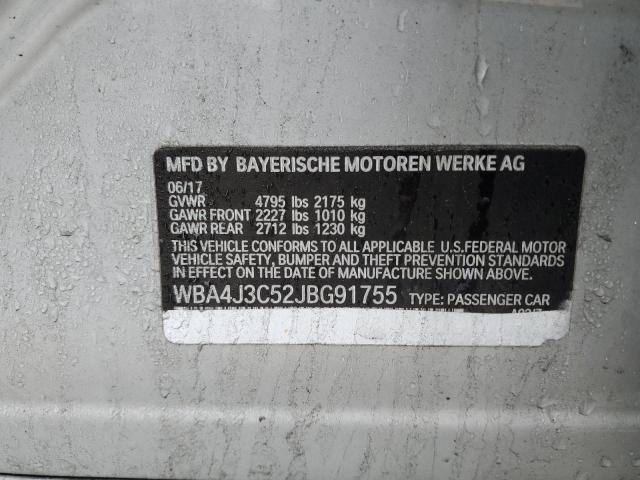 MFD BY BAYERISCHE MOTOREN WERKE AG
06/17
GVWR 4795 lbs 2175 kg
GAWR FRONT 2227 lbs 1010 kg
GAWR REAR 2712 lbs 1230 kg
THIS VEHICLE CONFORMS TO ALL APPLICABLE U.S.FEDERAL MOTOR
VEHICLE SAFETY, BUMPER AND THEFT PREVENTION STANDARDS
IN EFFECT ON THE DATE OF MANUFACTURE SHOWN ABOVE.
WBA4J3C52JBG91755 TYPE: PASSENGER CAR